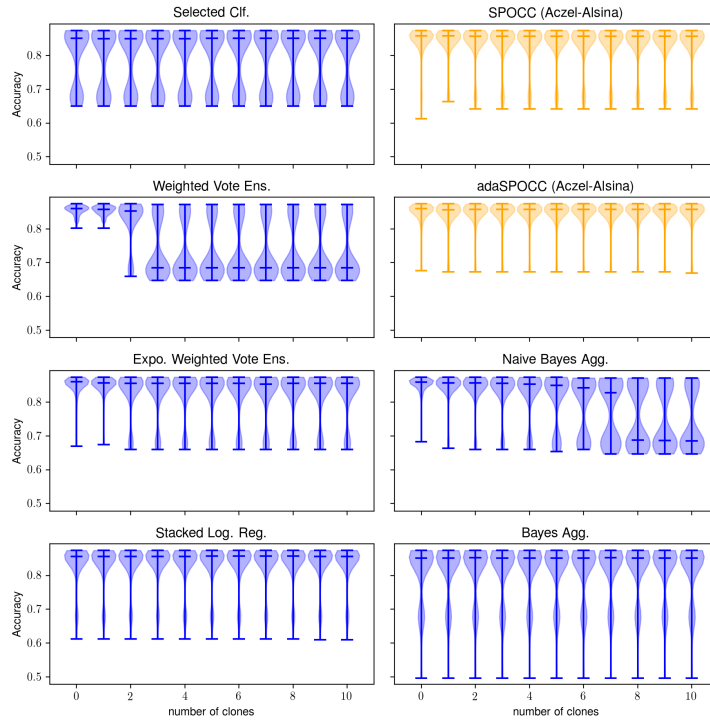 Selected Clf.
SPOCC (Aczel-Alsina)
0.8
0.7
0.6
0.5
Accuracy
Weighted Vote Ens.
adaSPOCC (Aczel-Alsina)
0.8
0.7
0.6
0.5
Accuracy
Expo. Weighted Vote Ens.
Naive Bayes Agg.
0.8
0.7
0.6
0.5
Accuracy
Stacked Log. Reg.
Bayes Agg.
0.8
0.7
0.6
0.5
Accuracy
0 2 4 6 8 10
0 2 4 6 8 10
number of clones
number of clones